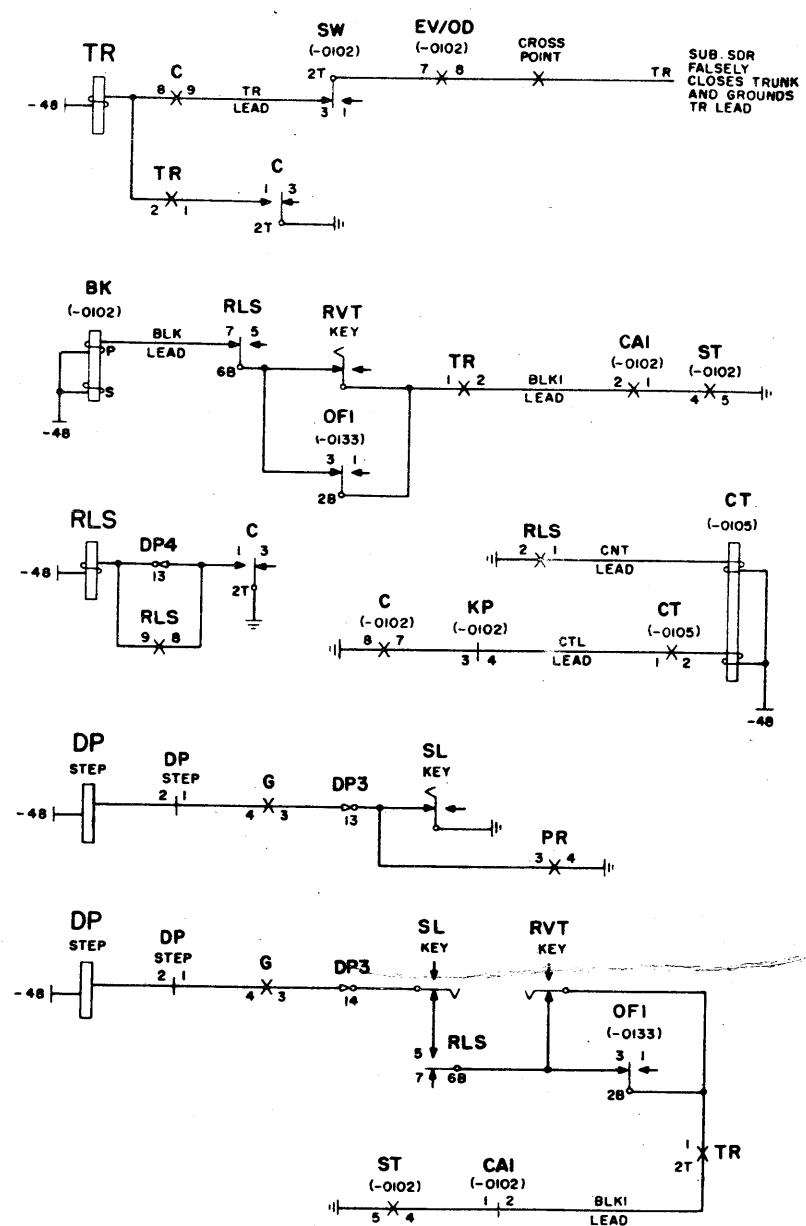 TR
-48
C
8 9
TR
LEAD
SW
(-0102)
2T
3 1
EV/OD
(-0102)
7 8
CROSS
POINT
TR
SUB. SDR
FALSELY
CLOSES TRUNK
AND GROUNDS
TR LEAD
TR
2 1
C
1 3
2T
BK
(-0102)
P
S
-48
BLK
LEAD
RLS
7 5
6B
RVT
KEY
OF1
(-0133)
3 1
2B
TR
1 2
BLK1
LEAD
CA1
(-0102)
2 1
ST
(-0102)
4 5
RLS
-48
DP4
13
RLS
9 8
C
1 3
2T
RLS
2 1
CNT
LEAD
CT
(-0105)
C
(-0102)
8 7
KP
(-0102)
3 4
CTL
LEAD
CT
(-0105)
1 2
-48
DP
STEP
-48
DP
STEP
2 1
G
4 3
DP3
13
SL
KEY
PR
3 4
DP
STEP
-48
DP
STEP
2 1
G
4 3
DP3
14
SL
KEY
RVT
KEY
5
7
RLS
6B
OF1
(-0133)
3 1
2B
1
2T
TR
ST
(-0102)
5 4
CA1
(-0102)
1 2
BLK1
LEAD